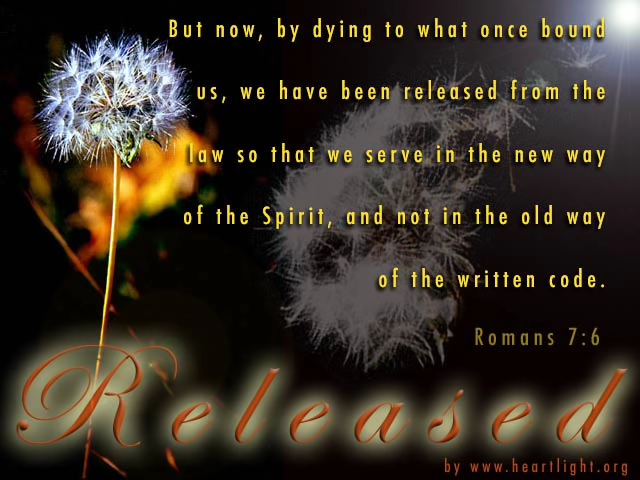 But now, by dying to what once bound
us, we have been released from the
law so that we serve in the new way
of the Spirit, and not in the old way
of the written code.
Romans 7:6
Released
by www.heartlight.org